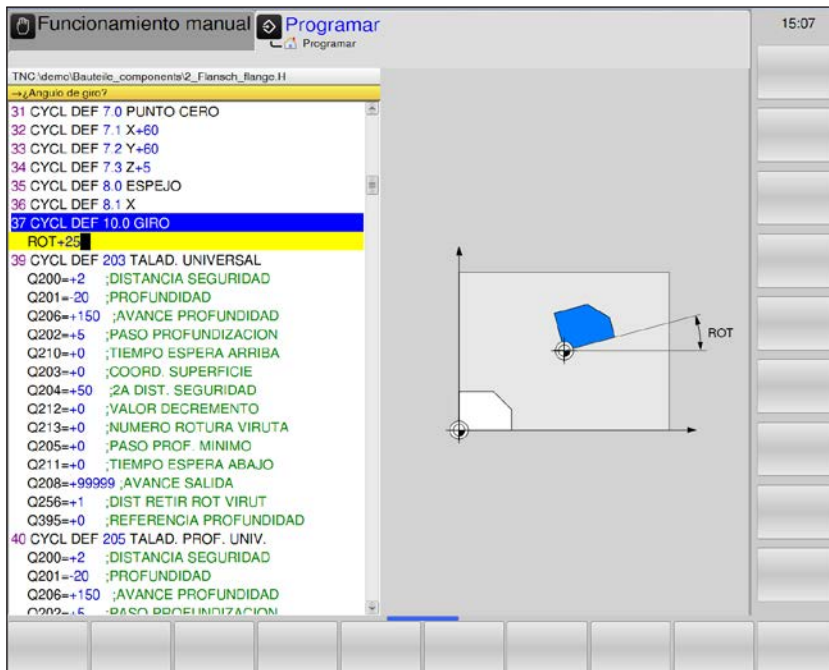 Funcionamiento manual
Programar
Programar
15:07
TNC:\demo\Bauteile_components\2_Flansch_flange.H
→¿Angulo de giro?
31 CYCL DEF 7.0 PUNTO CERO
32 CYCL DEF 7.1 X+60
33 CYCL DEF 7.2 Y+60
34 CYCL DEF 7.3 Z+5
35 CYCL DEF 8.0 ESPEJO
36 CYCL DEF 8.1 X
37 CYCL DEF 10.0 GIRO
ROT+25
39 CYCL DEF 203 TALAD. UNIVERSAL
Q200=+2 ;DISTANCIA SEGURIDAD
Q201=-20 ;PROFUNDIDAD
Q206=+150 ;AVANCE PROFUNDIDAD
Q202=+5 ;PASO PROFUNDIZACION
Q210=+0 ;TIEMPO ESPERA ARRIBA
Q203=+0 ;COORD. SUPERFICIE
Q204=+50 ;2A DIST. SEGURIDAD
Q212=+0 ;VALOR DECREMENTO
Q213=+0 ;NUMERO ROTURA VIRUTA
Q205=+0 ;PASO PROF. MINIMO
Q211=+0 ;TIEMPO ESPERA ABAJO
Q208=+99999 ;AVANCE SALIDA
Q256=+1 ;DIST RETIR ROT VIRUT
Q395=+0 ;REFERENCIA PROFUNDIDAD
40 CYCL DEF 205 TALAD. PROF. UNIV.
Q200=+2 ;DISTANCIA SEGURIDAD
Q201=-20 ;PROFUNDIDAD
Q206=+150 ;AVANCE PROFUNDIDAD
Q202=+5 ;PASO PROFUNDIZACION
ROT